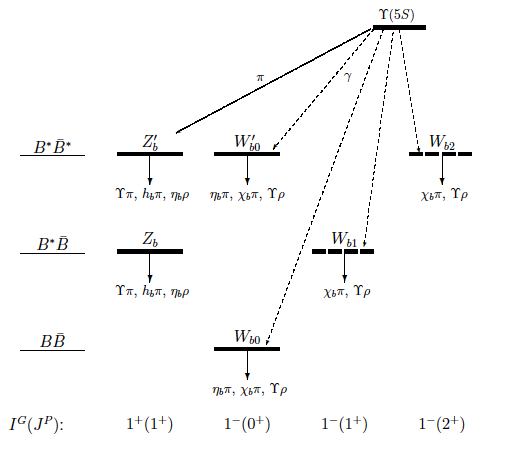 Υ(5S)
π
γ
B*B̄* Z′b W′b0 Wb2
Υπ, hbπ, ηbρ ηbπ, χbπ, Υρ χbπ, Υρ
B*B̄ Zb Wb1
Υπ, hbπ, ηbρ χbπ, Υρ
BB̄ Wb0
ηbπ, χbπ, Υρ
I^G(J^P): 1⁺(1⁺) 1⁻(0⁺) 1⁻(1⁺) 1⁻(2⁺)